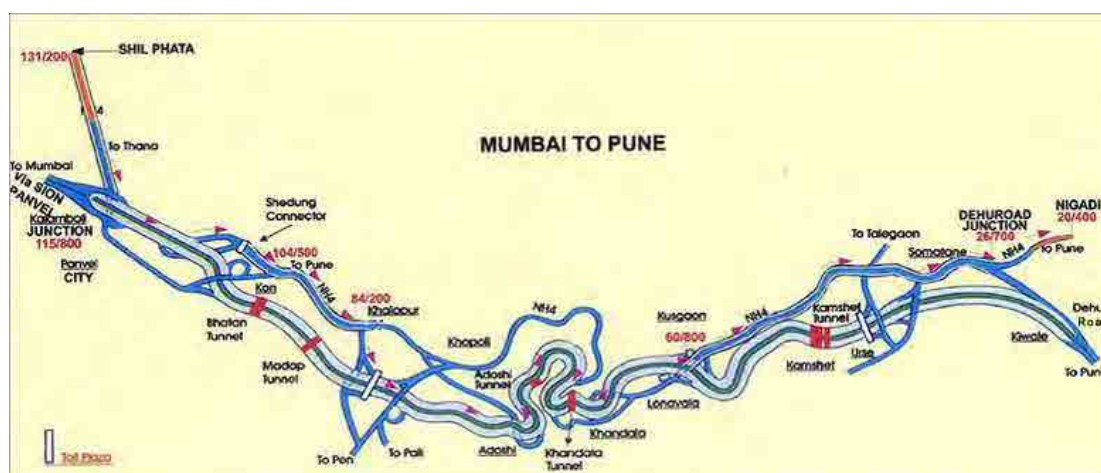 131/200
SHIL PHATA
To Thana
MUMBAI TO PUNE
To Mumbai
Via SION
PANVEL
Shedung
Connector
Kalamboli
JUNCTION
115/800
Panvel
CITY
104/500
To Pune
Kon
NH4
84/200
Khalapur
Bhatan
Tunnel
Madap
Tunnel
Khopoli
NH4
Adoshi
Tunnel
To Pen
To Pali
Adoshi
Khandala
Tunnel
Khandala
Lonavala
Kusgaon
60/800
NH4
Kamshet
Tunnel
Kamshet
Urse
To Talegaon
Somatane
DEHUROAD
JUNCTION
26/700
NH4
NIGADI
20/400
To Pune
Kiwale
Dehu
Roa
To Pun
Toll Plaza